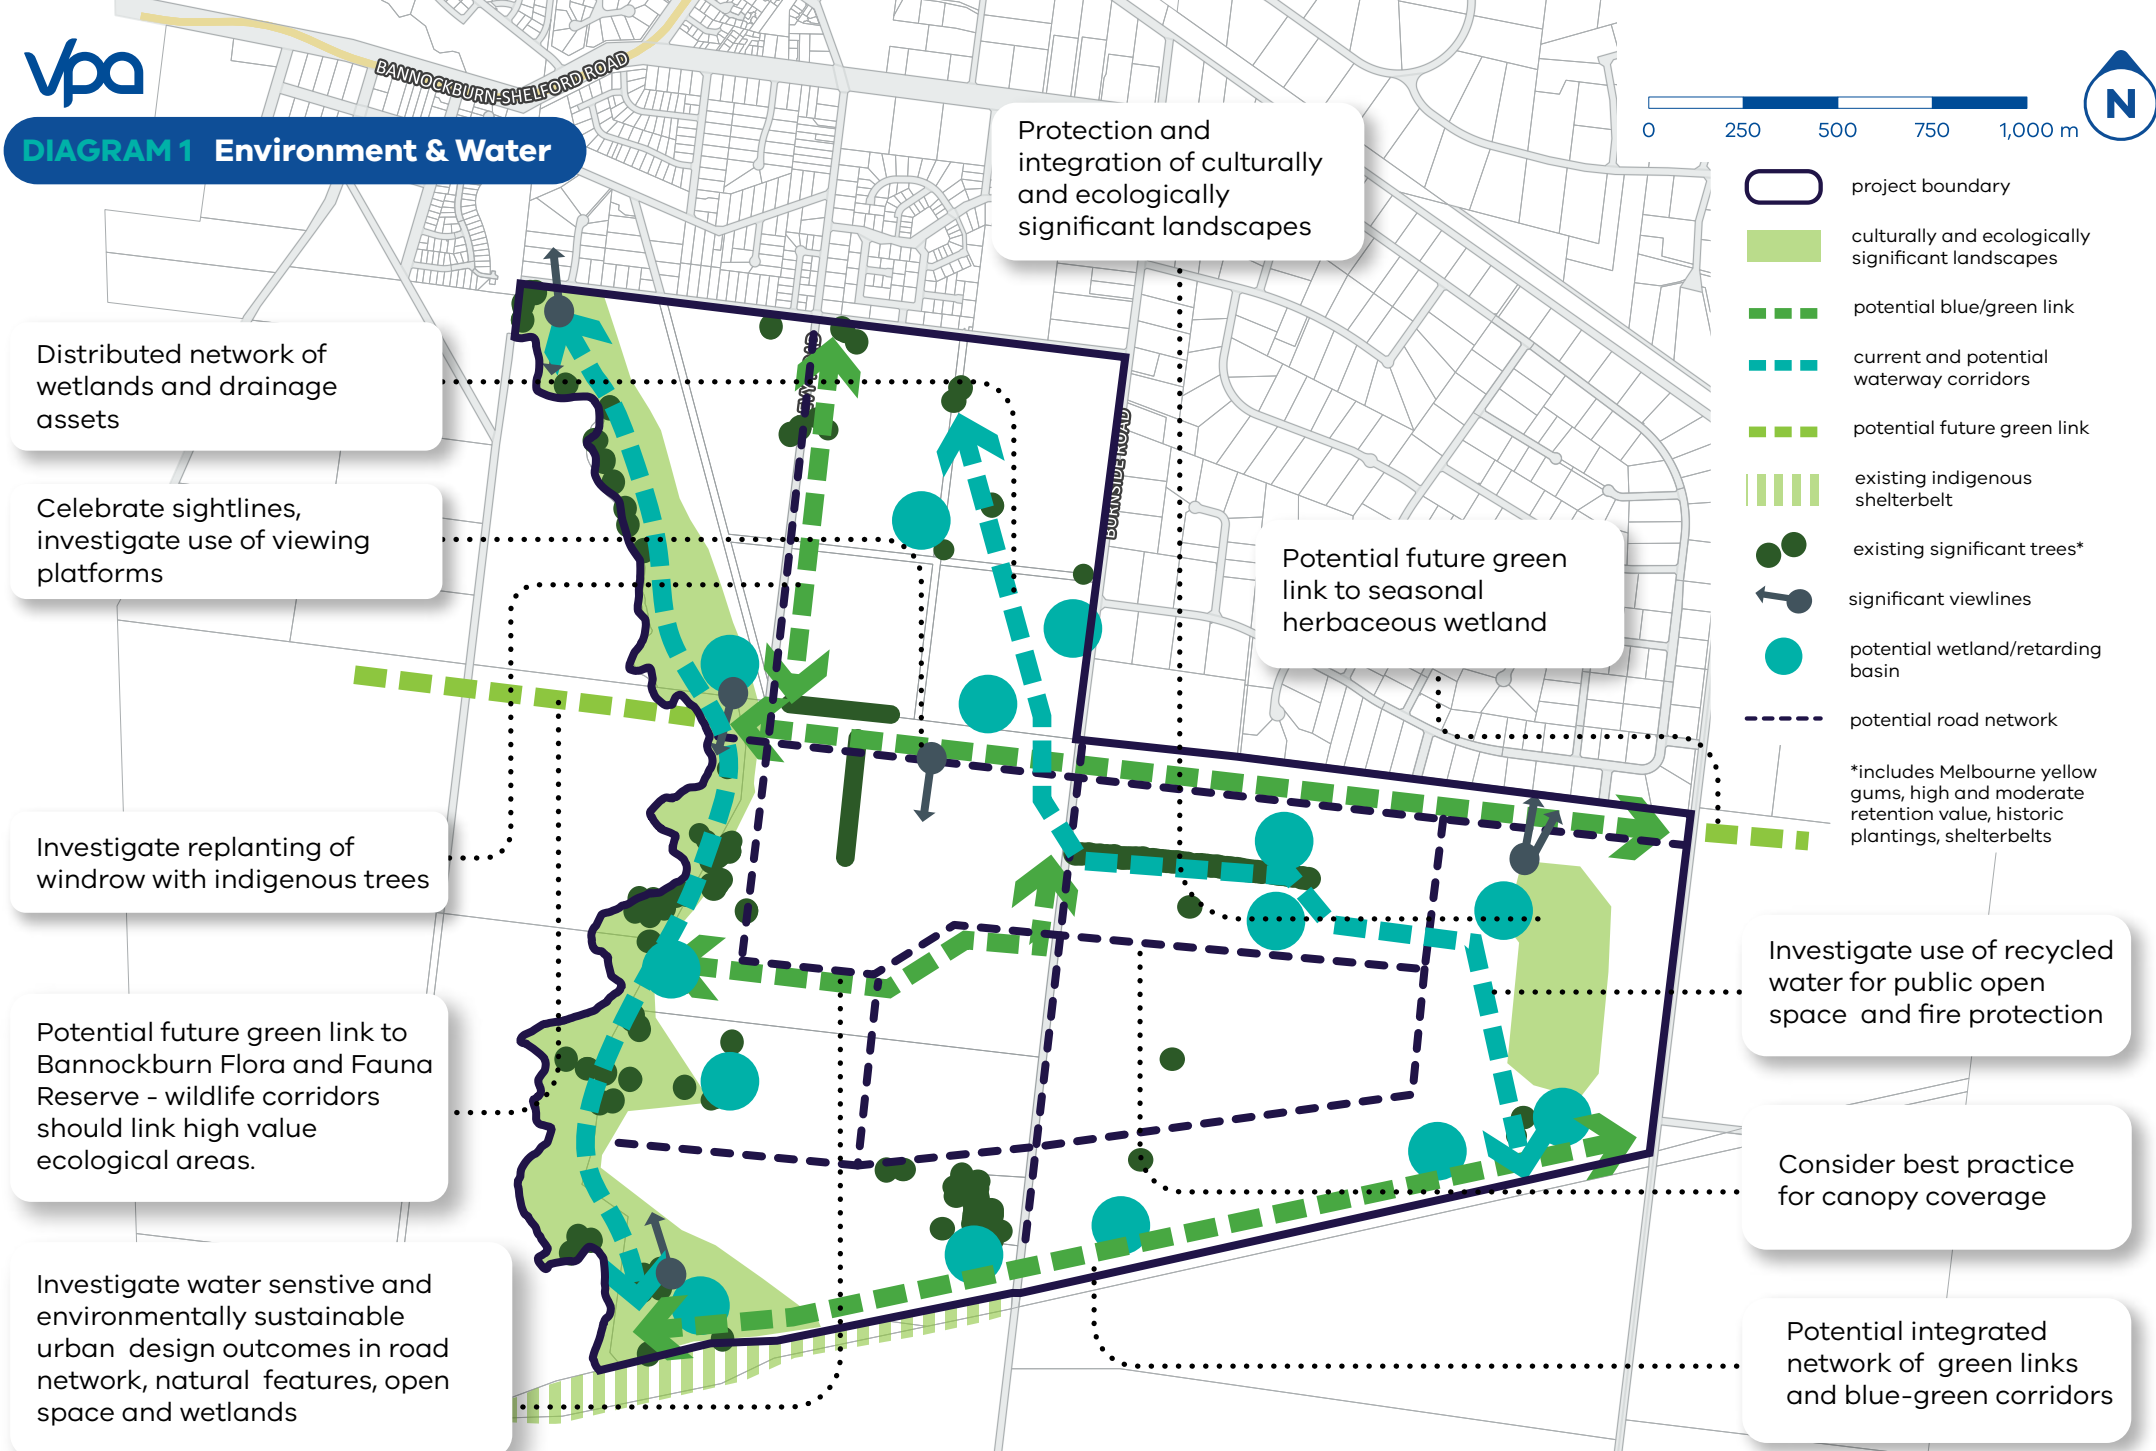 vpa
DIAGRAM 1 Environment & Water
BANNOCKBURN-SHELFORD ROAD
Protection and
integration of culturally
and ecologically
significant landscapes
0 250 500 750 1,000 m
N
project boundary
culturally and ecologically
significant landscapes
potential blue/green link
current and potential
waterway corridors
potential future green link
existing indigenous
shelterbelt
existing significant trees*
significant viewlines
potential wetland/retarding
basin
potential road network
*includes Melbourne yellow
gums, high and moderate
retention value, historic
plantings, shelterbelts
Distributed network of
wetlands and drainage
assets
Celebrate sightlines,
investigate use of viewing
platforms
BURNSIDE ROAD
Potential future green
link to seasonal
herbaceous wetland
Investigate replanting of
windrow with indigenous trees
Potential future green link to
Bannockburn Flora and Fauna
Reserve - wildlife corridors
should link high value
ecological areas.
Investigate water senstive and
environmentally sustainable
urban design outcomes in road
network, natural features, open
space and wetlands
Investigate use of recycled
water for public open
space and fire protection
Consider best practice
for canopy coverage
Potential integrated
network of green links
and blue-green corridors